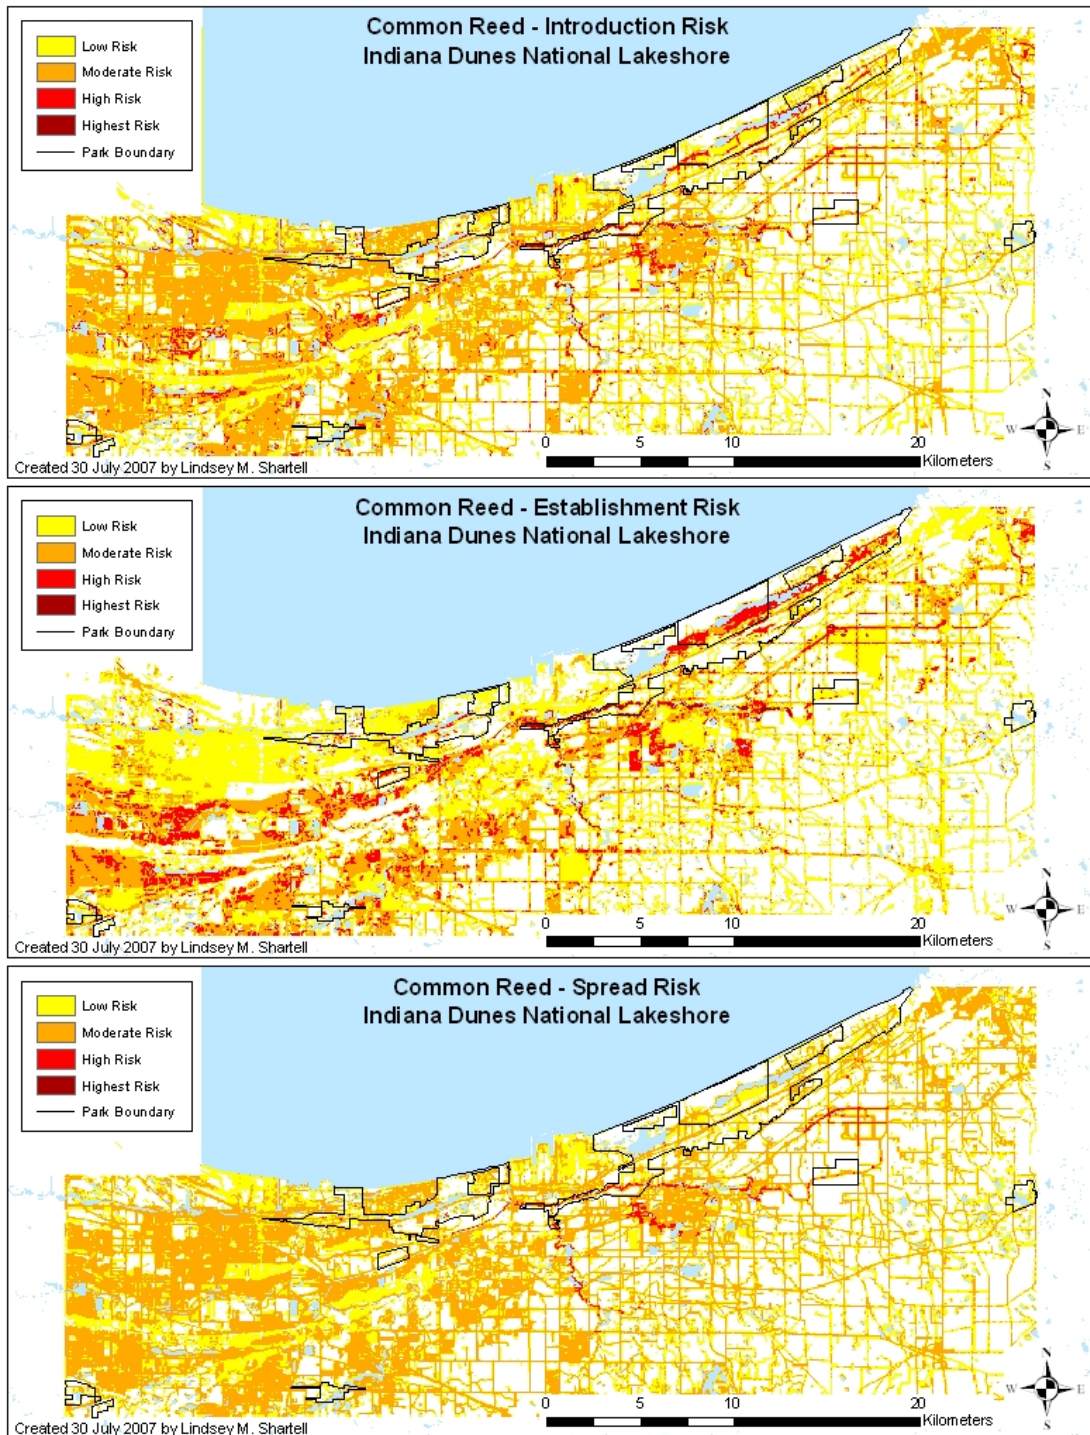 Common Reed - Introduction Risk
Indiana Dunes National Lakeshore
Low Risk
Moderate Risk
High Risk
Highest Risk
Park Boundary
N
W E
S
0 5 10 20
Kilometers
Created 30 July 2007 by Lindsey M. Shartell
Common Reed - Establishment Risk
Indiana Dunes National Lakeshore
Low Risk
Moderate Risk
High Risk
Highest Risk
Park Boundary
N
W E
S
0 5 10 20
Kilometers
Created 30 July 2007 by Lindsey M. Shartell
Common Reed - Spread Risk
Indiana Dunes National Lakeshore
Low Risk
Moderate Risk
High Risk
Highest Risk
Park Boundary
N
W E
S
0 5 10 20
Kilometers
Created 30 July 2007 by Lindsey M. Shartell